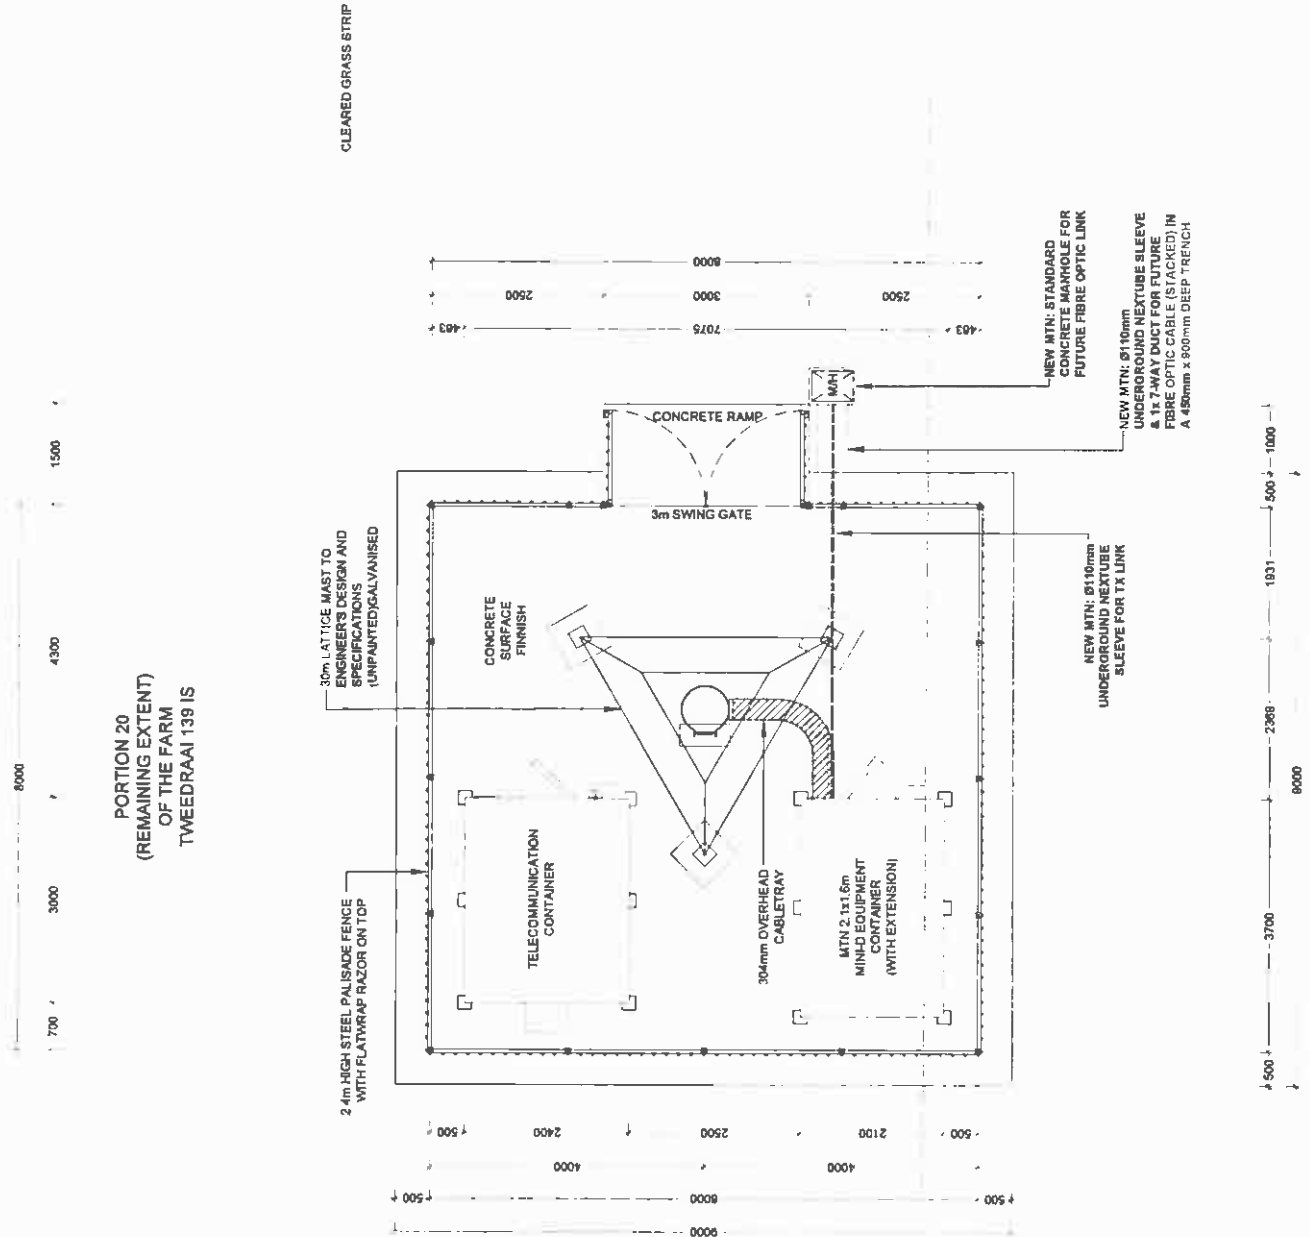 CLEARED GRASS STRIP
8000
1500
4300
3000
700
PORTION 20
(REMAINING EXTENT)
OF THE FARM
TWEEDRAAI 139 IS
30m LATTICE MAST TO
ENGINEER'S DESIGN AND
SPECIFICATIONS
(UNPAINTED)GALVANISED
2.4m HIGH STEEL PALISADE FENCE
WITH FLATWRAP RAZOR ON TOP
8000
2500
3000
2500
463
7075
463
CONCRETE RAMP
M/H
3m SWING GATE
CONCRETE
SURFACE
FINNISH
TELECOMMUNICATION
CONTAINER
304mm OVERHEAD
CABLETRAY
MTN 2.1x1.6m
MINI-D EQUIPMENT
CONTAINER
(WITH EXTENSION)
NEW MTN: STANDARD
CONCRETE MANHOLE FOR
FUTURE FIBRE OPTIC LINK
NEW MTN: Ø110mm
UNDERGROUND NEXTUBE SLEEVE
& 1x 7-WAY DUCT FOR FUTURE
FIBRE OPTIC CABLE (STACKED) IN
A 450mm x 900mm DEEP TRENCH
NEW MTN: Ø110mm
UNDERGROUND NEXTUBE
SLEEVE FOR TX LINK
1000
500
1931
2369
3700
500
9000
500
2400
2500
2100
500
4000
4000
500
8000
500
9000